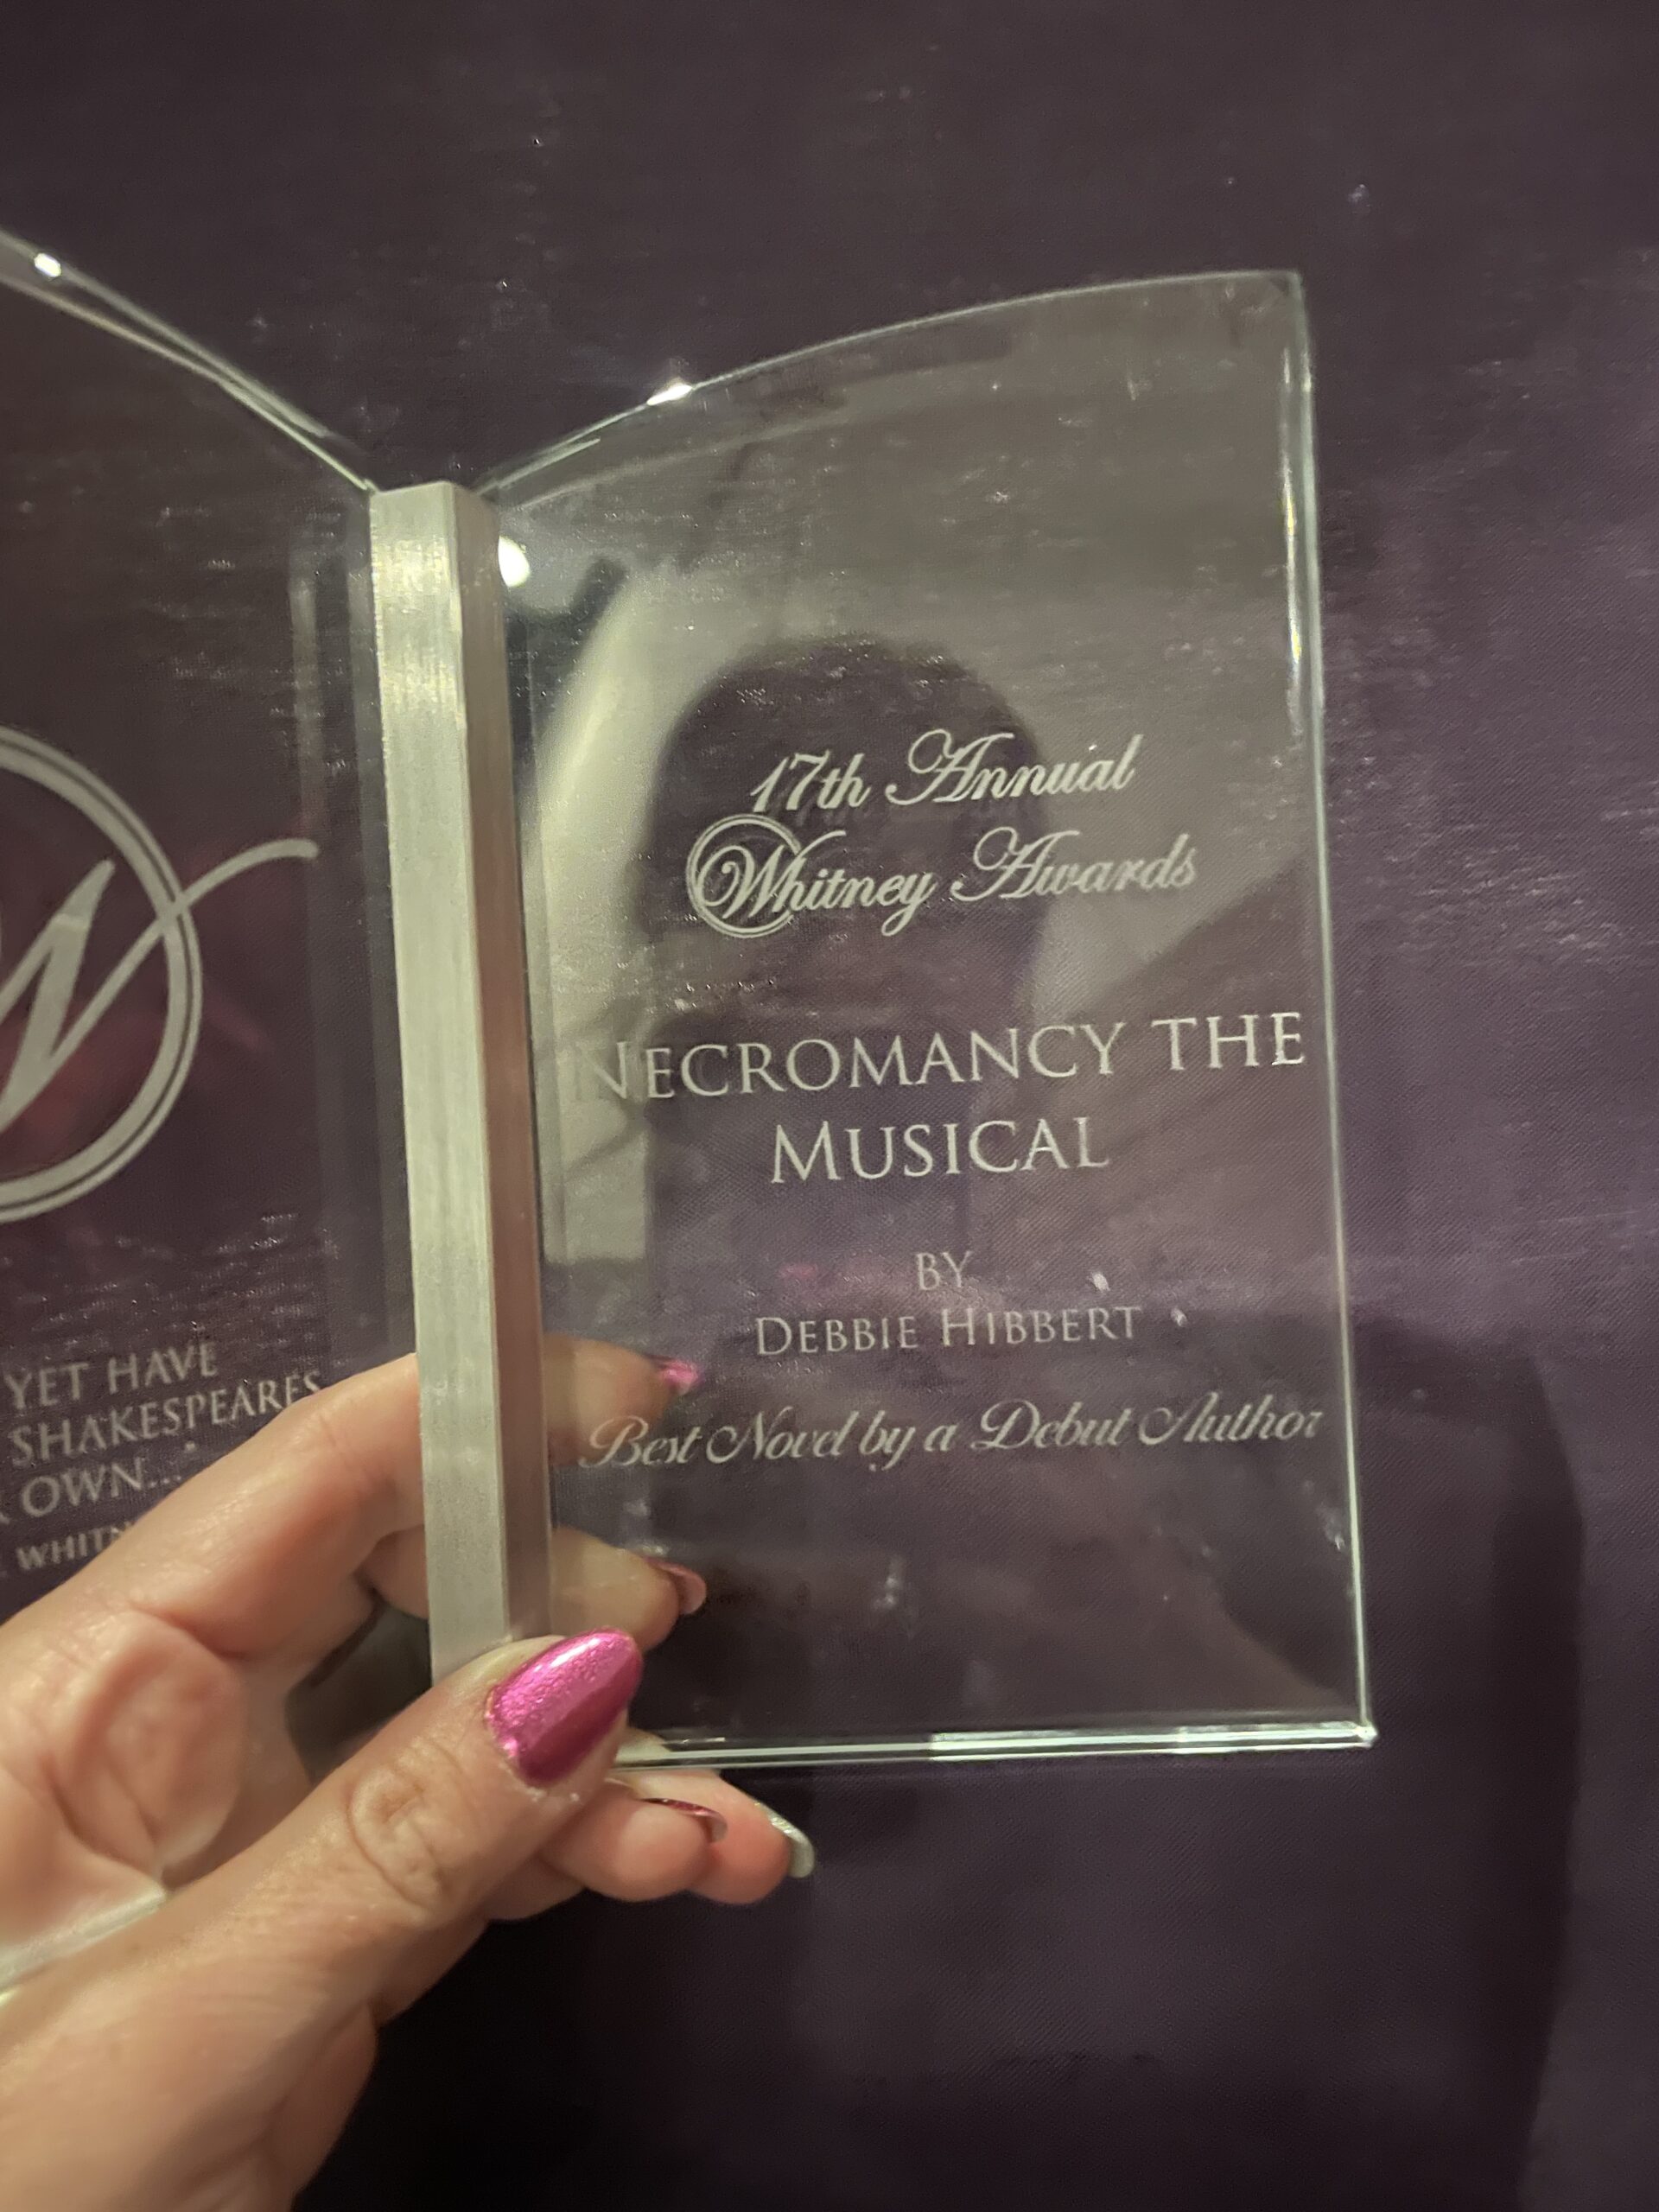 W
YET HAVE
SHAKESPEARES
OWN...
WHITN
17th Annual
Whitney Awards
NECROMANCY THE
MUSICAL
BY
DEBBIE HIBBERT
Best Novel by a Debut Author